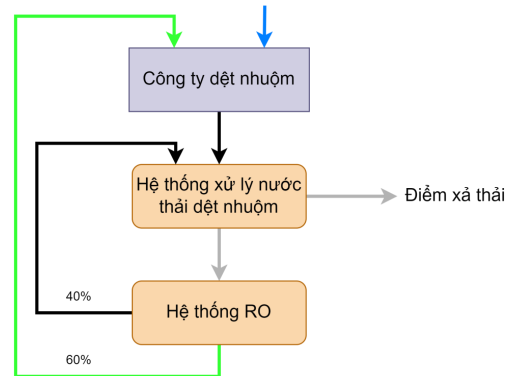 Công ty dệt nhuộm
Hệ thống xử lý nước
thải dệt nhuộm
Điểm xả thải
40%
Hệ thống RO
60%